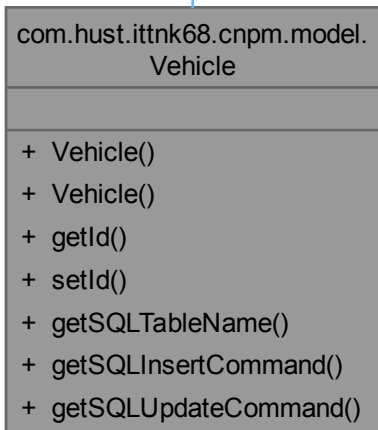 com.hust.ittnk68.cnpm.model.
Vehicle
+ Vehicle()
+ Vehicle()
+ getId()
+ setId()
+ getSQLTableName()
+ getSQLInsertCommand()
+ getSQLUpdateCommand()